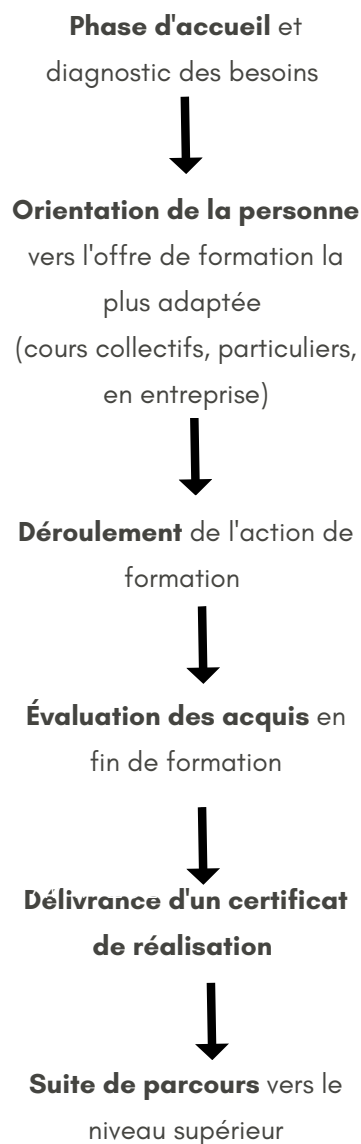 Phase d'accueil et
diagnostic des besoins
Orientation de la personne
vers l'offre de formation la
plus adaptée
(cours collectifs, particuliers,
en entreprise)
Déroulement de l'action de
formation
Évaluation des acquis en
fin de formation
Délivrance d'un certificat
de réalisation
Suite de parcours vers le
niveau supérieur